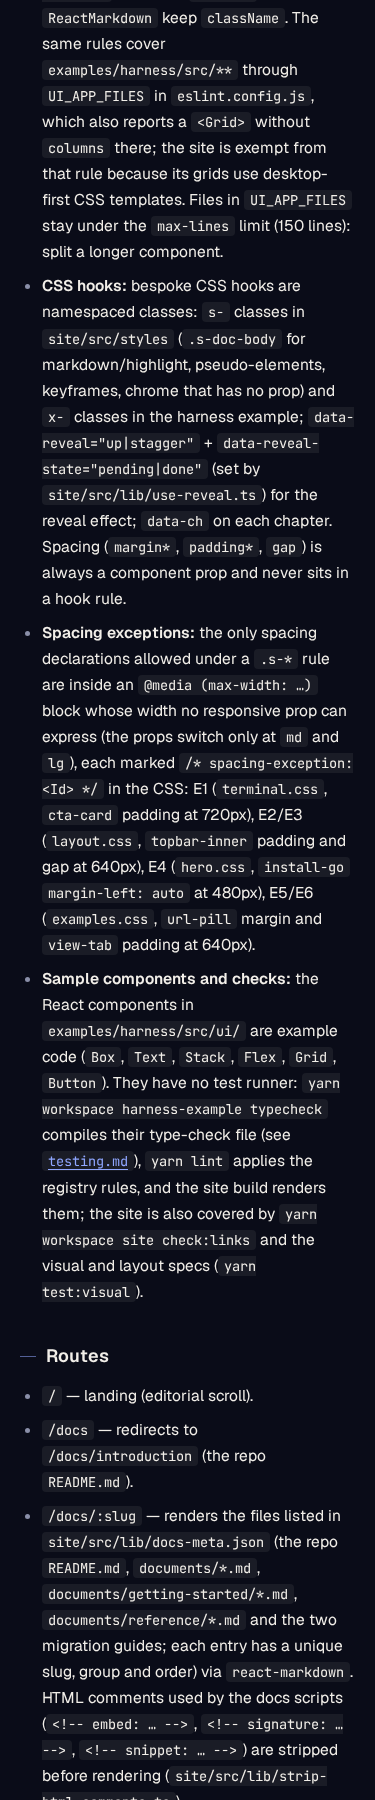 ReactMarkdown keep className. The
same rules cover
examples/harness/src/** through
UI_APP_FILES in eslint.config.js,
which also reports a <Grid> without
columns there; the site is exempt from
that rule because its grids use desktop-
first CSS templates. Files in UI_APP_FILES
stay under the max-lines limit (150 lines):
split a longer component.
CSS hooks: bespoke CSS hooks are
namespaced classes: s- classes in
site/src/styles (.s-doc-body for
markdown/highlight, pseudo-elements,
keyframes, chrome that has no prop) and
x- classes in the harness example; data-
reveal="up|stagger" + data-reveal-
state="pending|done" (set by
site/src/lib/use-reveal.ts) for the
reveal effect; data-ch on each chapter.
Spacing (margin*, padding*, gap) is
always a component prop and never sits in
a hook rule.
Spacing exceptions: the only spacing
declarations allowed under a .s-* rule
are inside an @media (max-width: …)
block whose width no responsive prop can
express (the props switch only at md and
lg), each marked /* spacing-exception:
<Id> */ in the CSS: E1 (terminal.css,
cta-card padding at 720px), E2/E3
(layout.css, topbar-inner padding and
gap at 640px), E4 (hero.css, install-go
margin-left: auto at 480px), E5/E6
(examples.css, url-pill margin and
view-tab padding at 640px).
Sample components and checks: the
React components in
examples/harness/src/ui/ are example
code (Box, Text, Stack, Flex, Grid,
Button). They have no test runner: yarn
workspace harness-example typecheck
compiles their type-check file (see
testing.md), yarn lint applies the
registry rules, and the site build renders
them; the site is also covered by yarn
workspace site check:links and the
visual and layout specs (yarn
test:visual).
— Routes
/ — landing (editorial scroll).
/docs — redirects to
/docs/introduction (the repo
README.md).
/docs/:slug — renders the files listed in
site/src/lib/docs-meta.json (the repo
README.md, documents/*.md,
documents/getting-started/*.md,
documents/reference/*.md and the two
migration guides; each entry has a unique
slug, group and order) via react-markdown.
HTML comments used by the docs scripts
(<!-- embed: … -->, <!-- signature: …
-->, <!-- snippet: … -->) are stripped
before rendering (site/src/lib/strip-